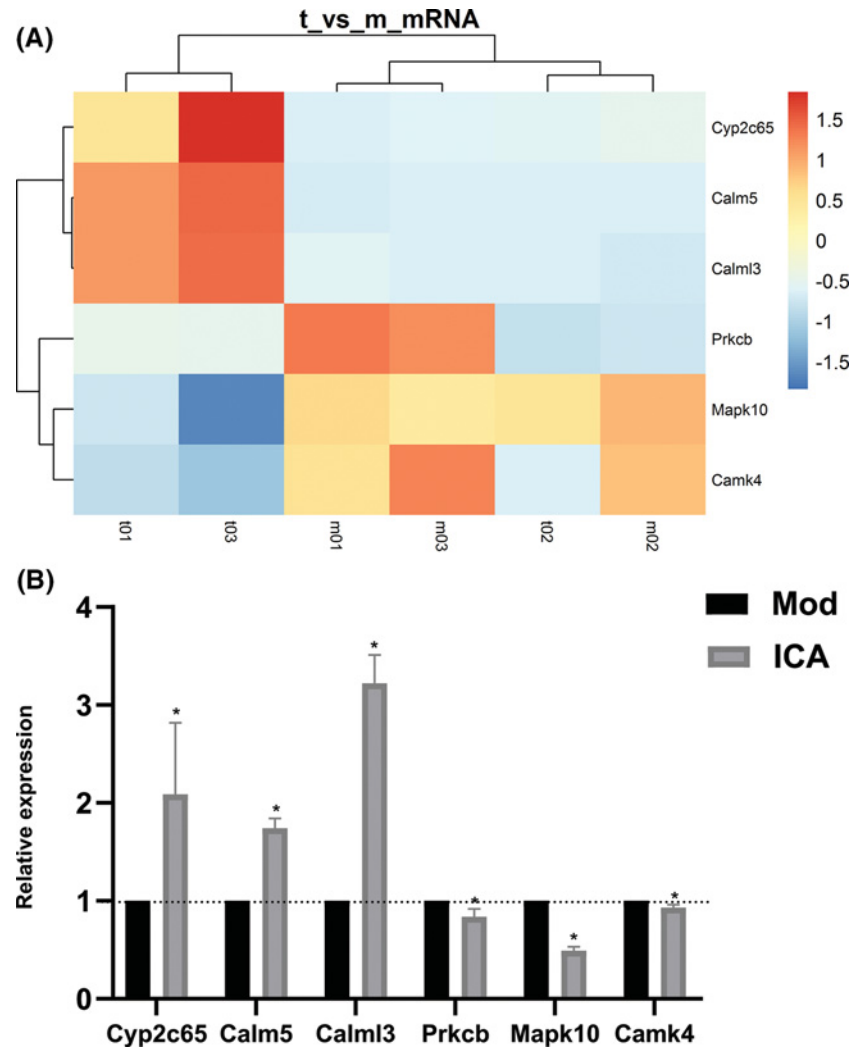 (A)
t_vs_m_mRNA
Cyp2c65
Calm5
Calml3
Prkcb
Mapk10
Camk4
1.5
1
0.5
0
-0.5
-1
-1.5
t01 t03 m01 m03 t02 m02
(B)
Relative expression
4
3
2
1
0
* * * * * *
Cyp2c65 Calm5 Calml3 Prkcb Mapk10 Camk4
Mod
ICA